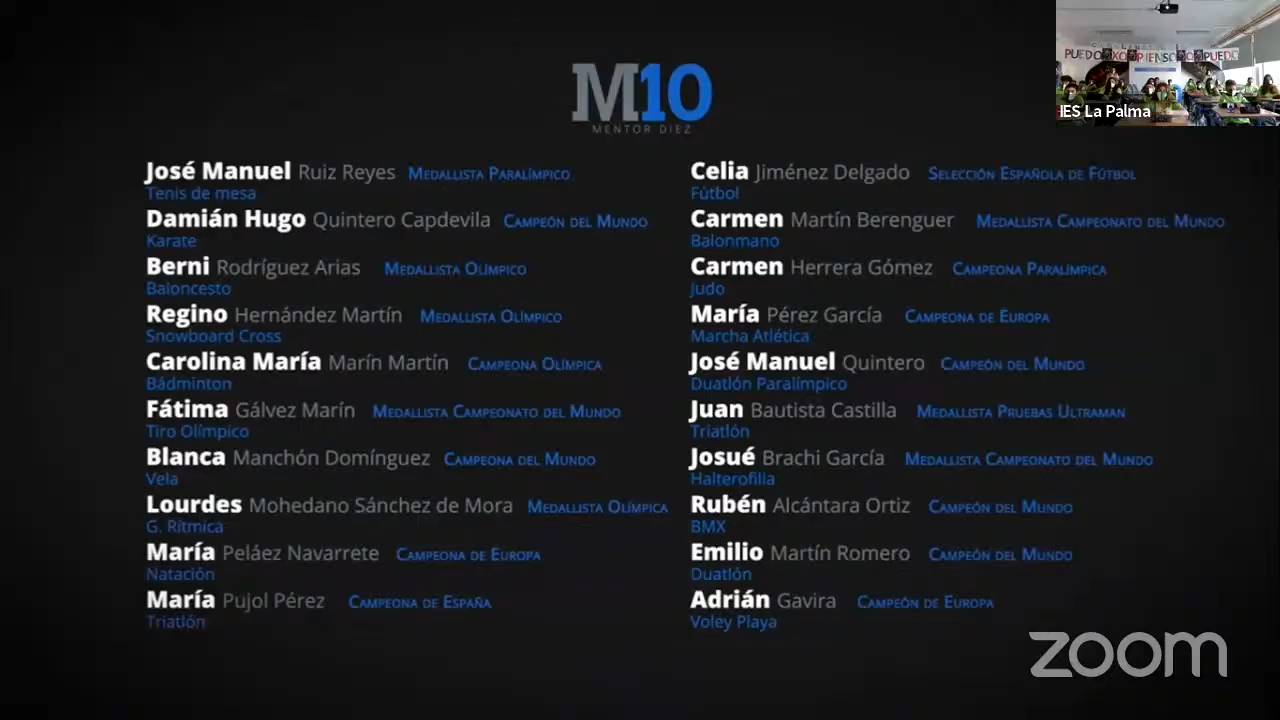 M10
MENTOR DIEZ
José Manuel Ruiz Reyes Medallista Paralímpico
Tenis de mesa
Damián Hugo Quintero Capdevila Campeón del Mundo
Karate
Berni Rodríguez Arias Medallista Olímpico
Baloncesto
Regino Hernández Martín Medallista Olímpico
Snowboard Cross
Carolina María Marín Martín Campeona Olímpica
Bádminton
Fátima Gálvez Marín Medallista Campeonato del Mundo
Tiro Olímpico
Blanca Manchón Domínguez Campeona del Mundo
Vela
Lourdes Mohedano Sánchez de Mora Medallista Olímpica
G. Rítmica
María Peláez Navarrete Campeona de Europa
Natación
María Pujol Pérez Campeona de España
Triatlón
Celia Jiménez Delgado Selección Española de Fútbol
Fútbol
Carmen Martín Berenguer Medallista Campeonato del Mundo
Balonmano
Carmen Herrera Gómez Campeona Paralímpica
Judo
María Pérez García Campeona de Europa
Marcha Atlética
José Manuel Quintero Campeón del Mundo
Duatlón Paralímpico
Juan Bautista Castilla Medallista Pruebas Ultraman
Triatlón
Josué Brachi García Medallista Campeonato del Mundo
Halterofilia
Rubén Alcántara Ortiz Campeón del Mundo
BMX
Emilio Martín Romero Campeón del Mundo
Duatlón
Adrián Gavira Campeón de Europa
Voley Playa
PUEDO PIENSO PUEDO
IES La Palma
zoom